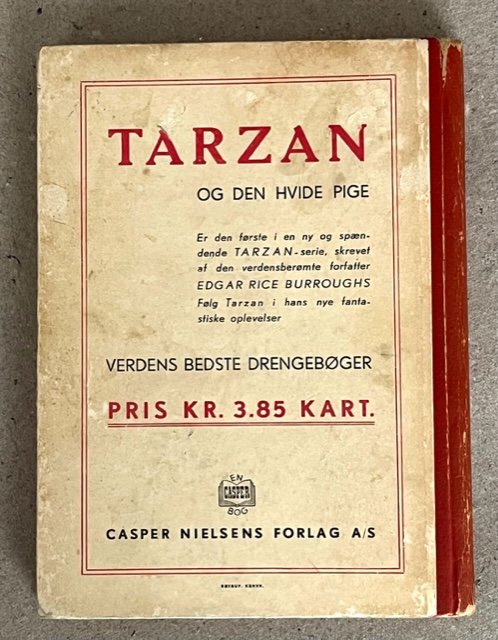 TARZAN
OG DEN HVIDE PIGE
Er den første i en ny og spæn-
dende TARZAN-serie, skrevet
af den verdensberømte forfatter
EDGAR RICE BURROUGHS
Følg Tarzan i hans nye fanta-
stiske oplevelser
VERDENS BEDSTE DRENGEBØGER
PRIS KR. 3.85 KART.
EN
CASPER
BOG
CASPER NIELSENS FORLAG A/S